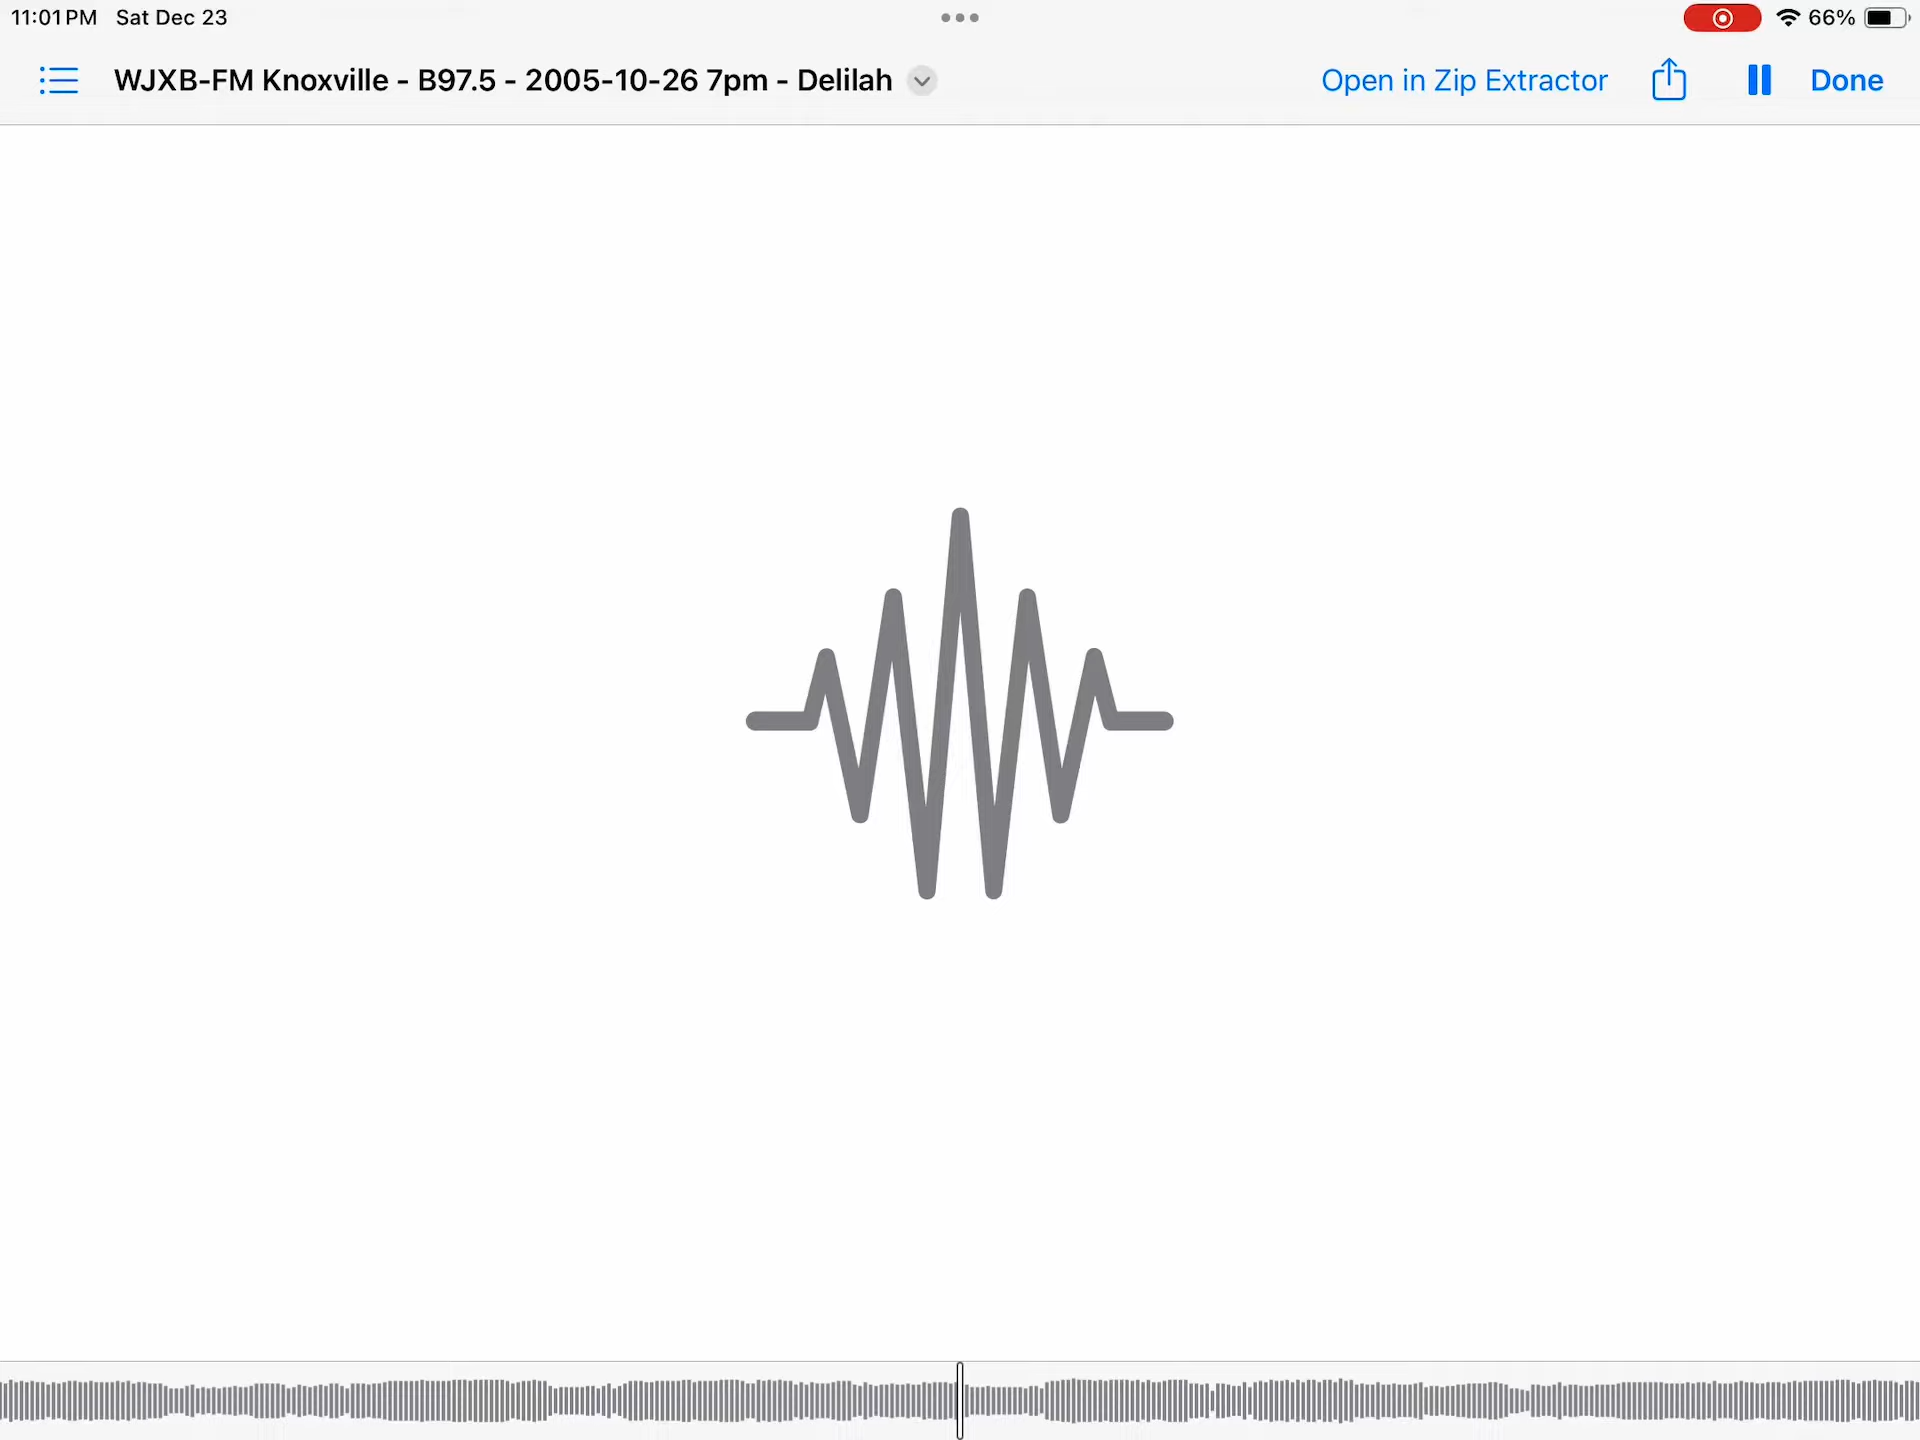 11:01 PM Sat Dec 23
66%
WJXB-FM Knoxville - B97.5 - 2005-10-26 7pm - Delilah
Open in Zip Extractor
Done